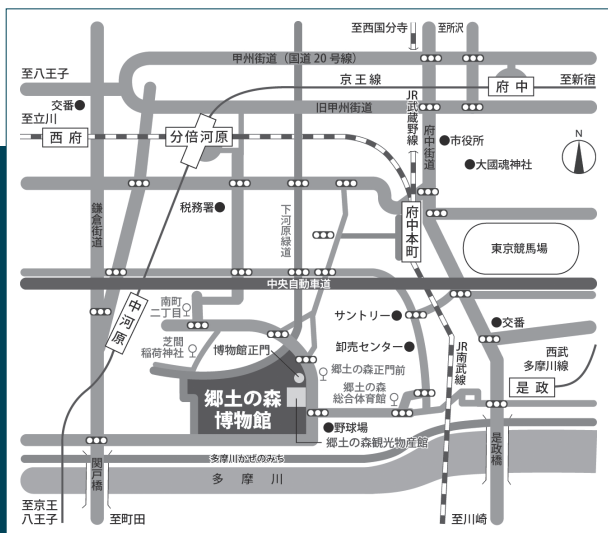 至西国分寺
至所沢
甲州街道(国道20号線)
至八王子
京王線
府中
至新宿
交番
旧甲州街道
至立川
西府
分倍河原
JR武蔵野線
府中街道
市役所
大國魂神社
N
鎌倉街道
税務署
下河原緑道
府中本町
東京競馬場
中央自動車道
中河原
南町
二丁目
サントリー
交番
芝間
稲荷神社
博物館正門
卸売センター
JR南武線
西武
多摩川線
郷土の森正門前
是政
郷土の森
総合体育館
郷土の森
博物館
野球場
郷土の森観光物産館
関戸橋
多摩川かぜのみち
是政橋
多摩川
至京王
八王子
至町田
至川崎